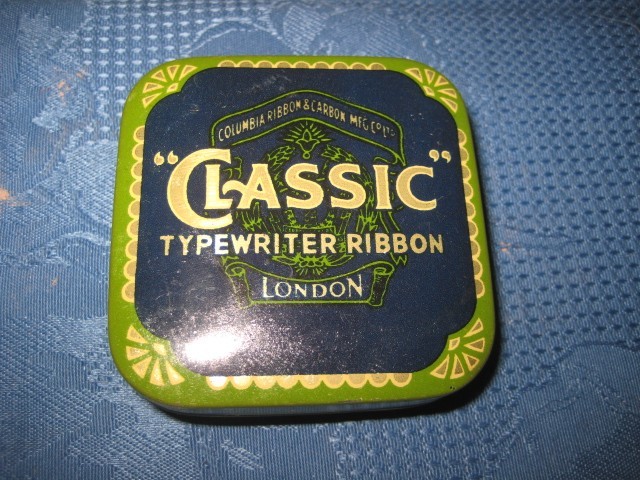 COLUMBIA RIBBON & CARBON MFG CO LTD
"CLASSIC"
TYPEWRITER RIBBON
LONDON